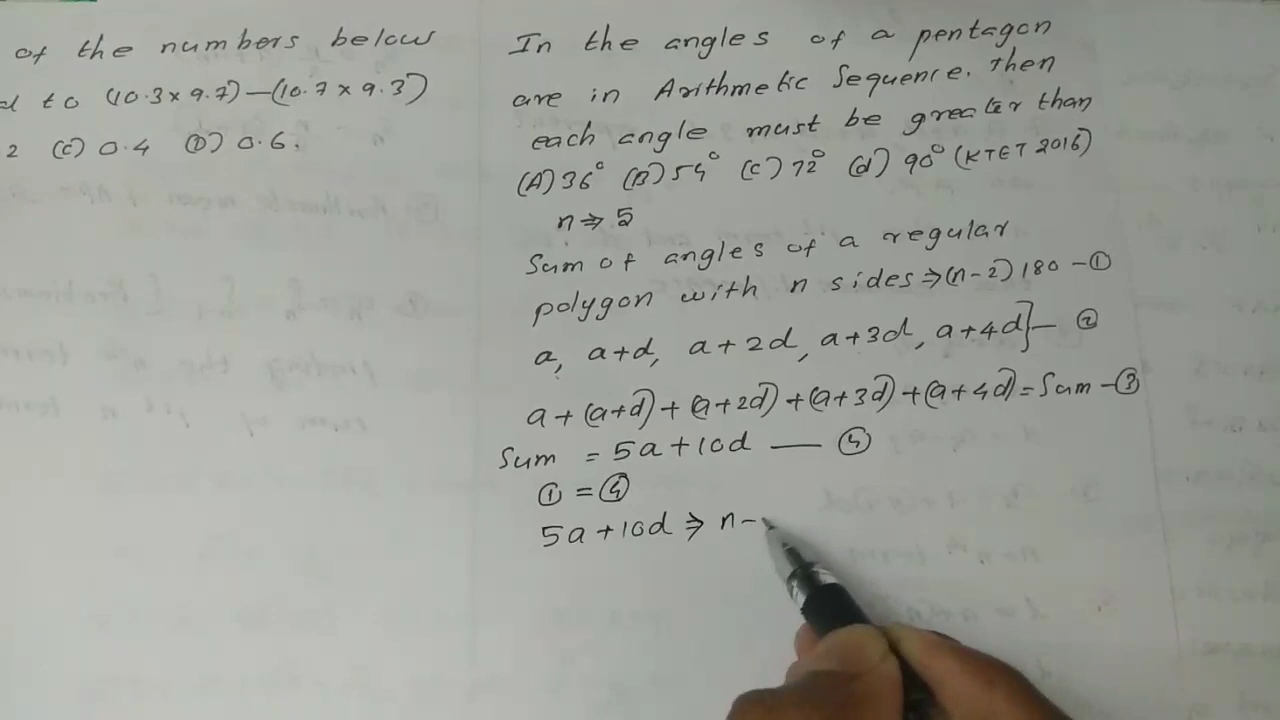 of the numbers below
to (10.3×9.7)–(10.7×9.3)
2 (C) 0.4 (D) 0.6.
In the angles of a pentagon
are in Arithmetic Sequence. then
each angle must be greater than
(A) 36° (B) 54° (C) 72° (d) 90° (KTET 2016)
n ⇒ 5
Sum of angles of a regular
polygon with n sides ⇒ (n-2) 180 – ①
a, a+d, a+2d, a+3d, a+4d} – ②
a + (a+d) + (a+2d) + (a+3d) + (a+4d) = Sum – ③
Sum = 5a + 10d — ④
① = ④
5a + 10d ⇒ n –